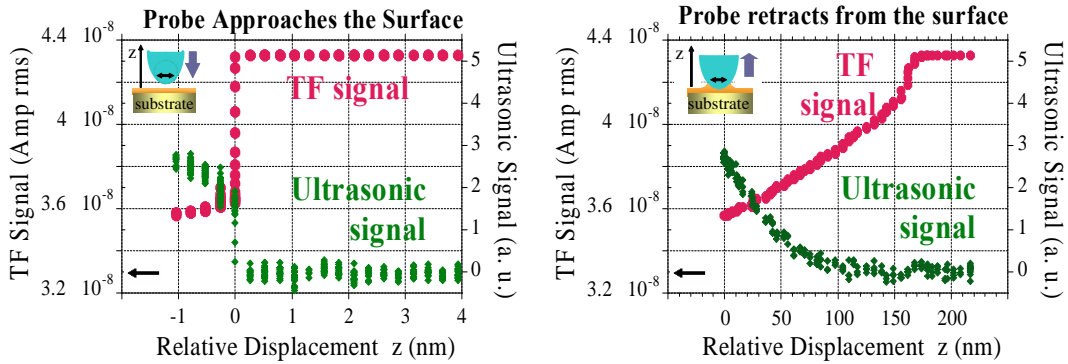 Probe Approaches the Surface
4.4 10-8
4 10-8
3.6 10-8
3.2 10-8
TF Signal (Amp rms)
z
substrate
TF signal
Ultrasonic
signal
5
4
3
2
1
0
Ultrasonic Signal (a. u.)
-1 0 1 2 3 4
Relative Displacement z (nm)
Probe retracts from the surface
4.4 10-8
4 10-8
3.6 10-8
3.2 10-8
TF Signal (Amp rms)
z
substrate
TF
signal
Ultrasonic
signal
5
4
3
2
1
0
Ultrasonic Signal (a. u.)
0 50 100 150 200
Relative Displacement z (nm)